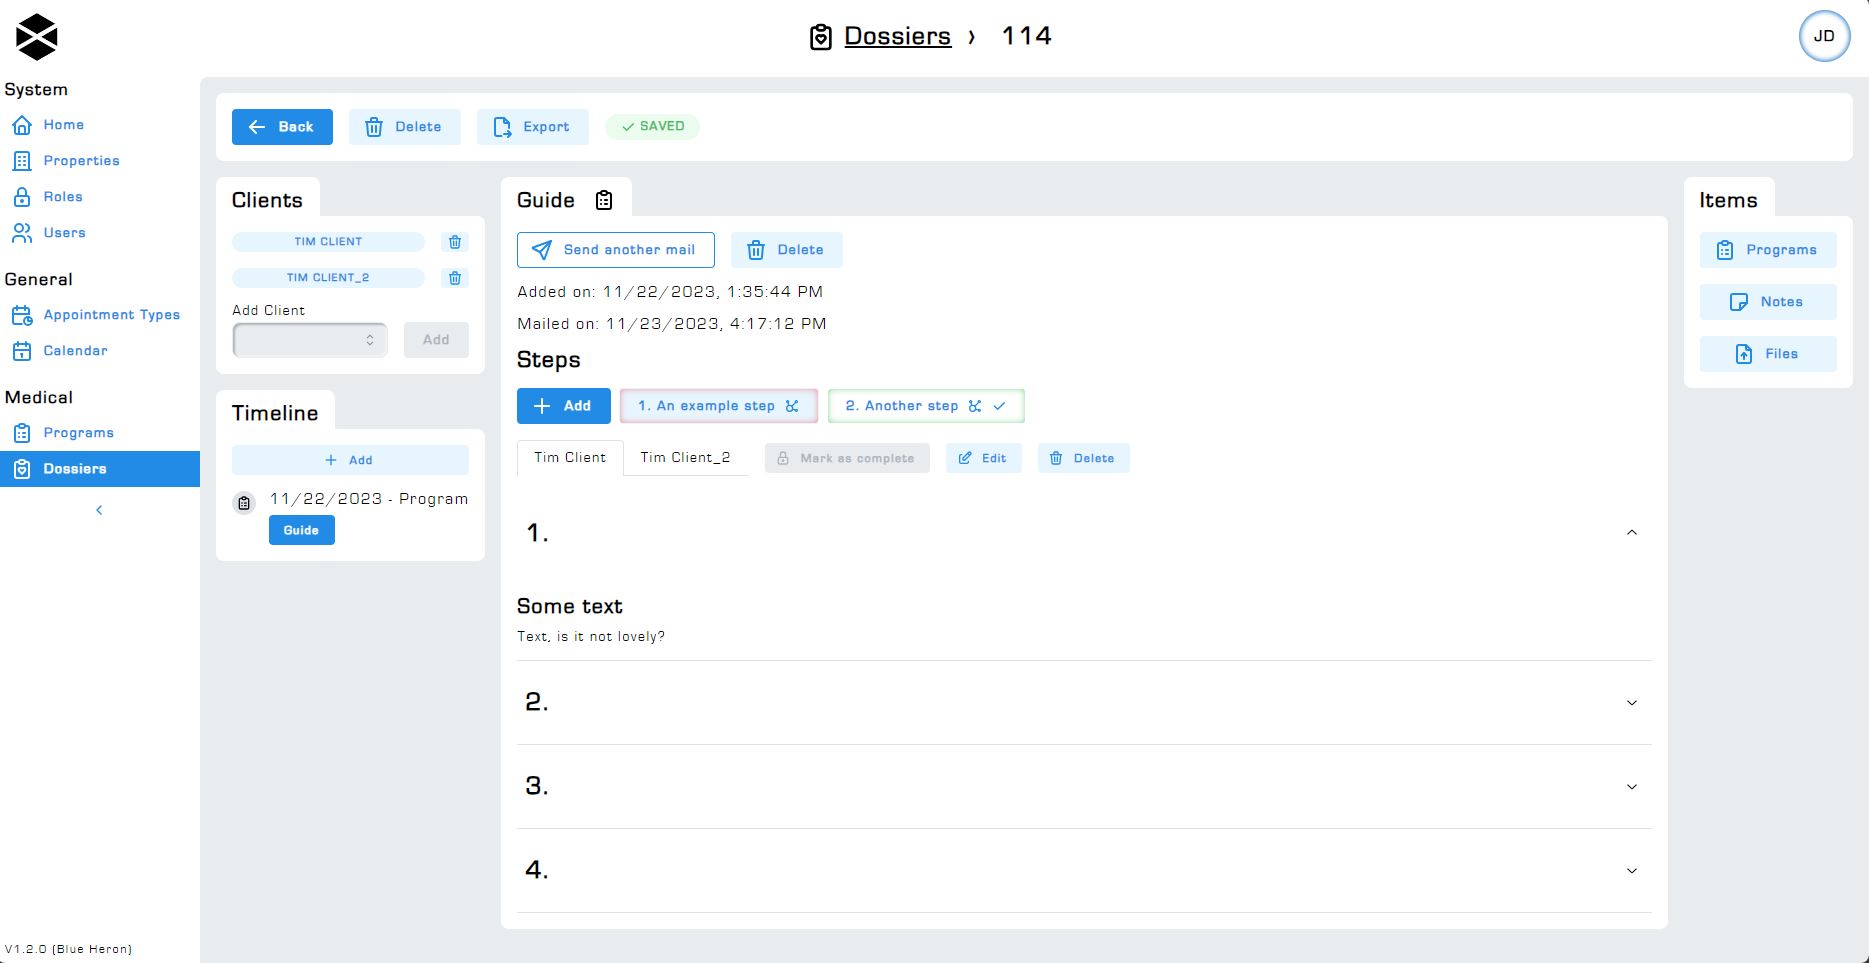 Dossiers › 114
JD
System
Home
Properties
Roles
Users
General
Appointment Types
Calendar
Medical
Programs
Dossiers
V1.2.0 (Blue Heron)
Back
Delete
Export
SAVED
Clients
TIM CLIENT
TIM CLIENT_2
Add Client
Add
Timeline
Add
11/22/2023 - Program
Guide
Guide
Send another mail
Delete
Added on: 11/22/2023, 1:35:44 PM
Mailed on: 11/23/2023, 4:17:12 PM
Steps
Add
1. An example step
2. Another step
Tim Client
Tim Client_2
Mark as complete
Edit
Delete
1.
Some text
Text, is it not lovely?
2.
3.
4.
Items
Programs
Notes
Files